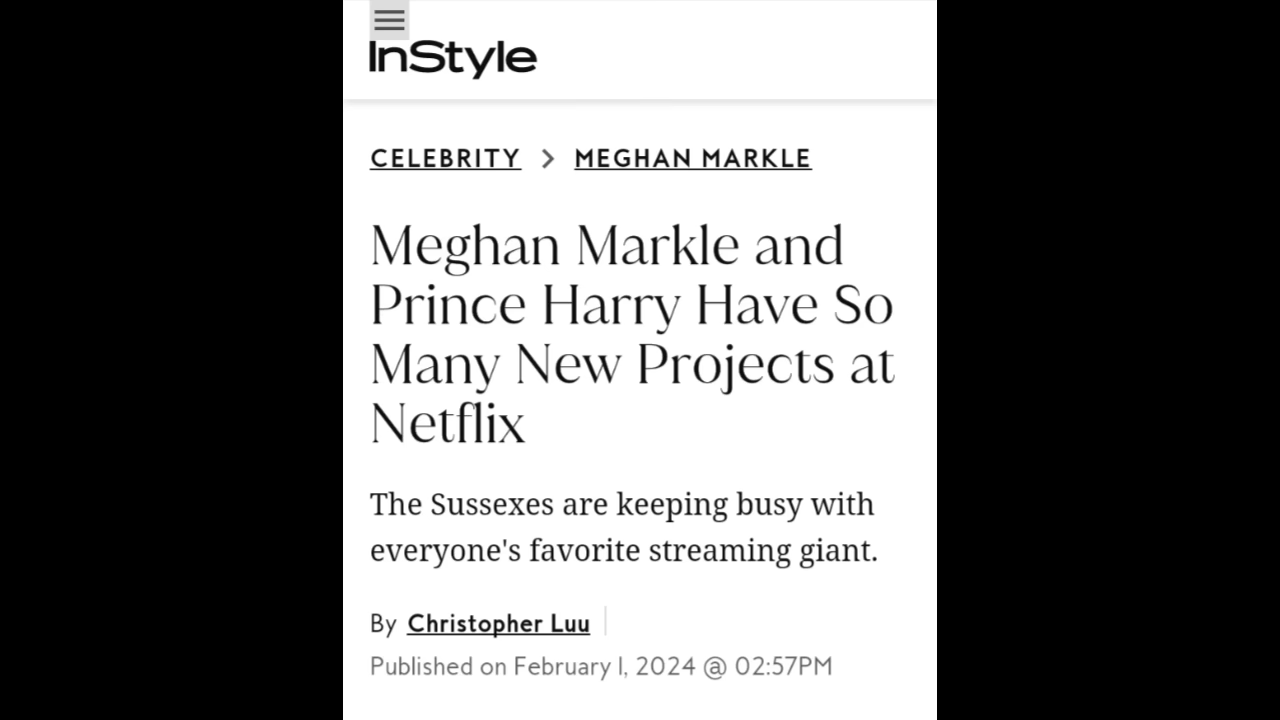 InStyle
CELEBRITY > MEGHAN MARKLE
Meghan Markle and
Prince Harry Have So
Many New Projects at
Netflix
The Sussexes are keeping busy with
everyone's favorite streaming giant.
By Christopher Luu
Published on February 1, 2024 @ 02:57PM